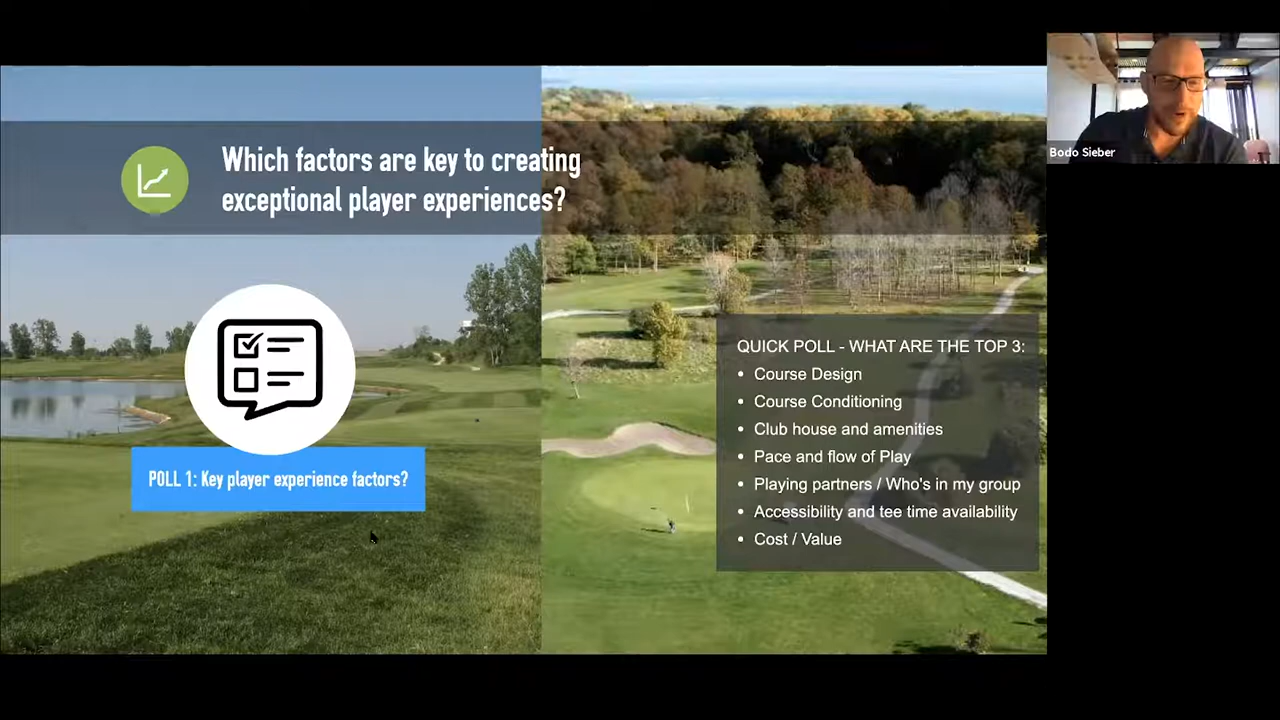 Which factors are key to creating
exceptional player experiences?
POLL 1: Key player experience factors?
QUICK POLL - WHAT ARE THE TOP 3:
• Course Design
• Course Conditioning
• Club house and amenities
• Pace and flow of Play
• Playing partners / Who's in my group
• Accessibility and tee time availability
• Cost / Value
Bodo Sieber